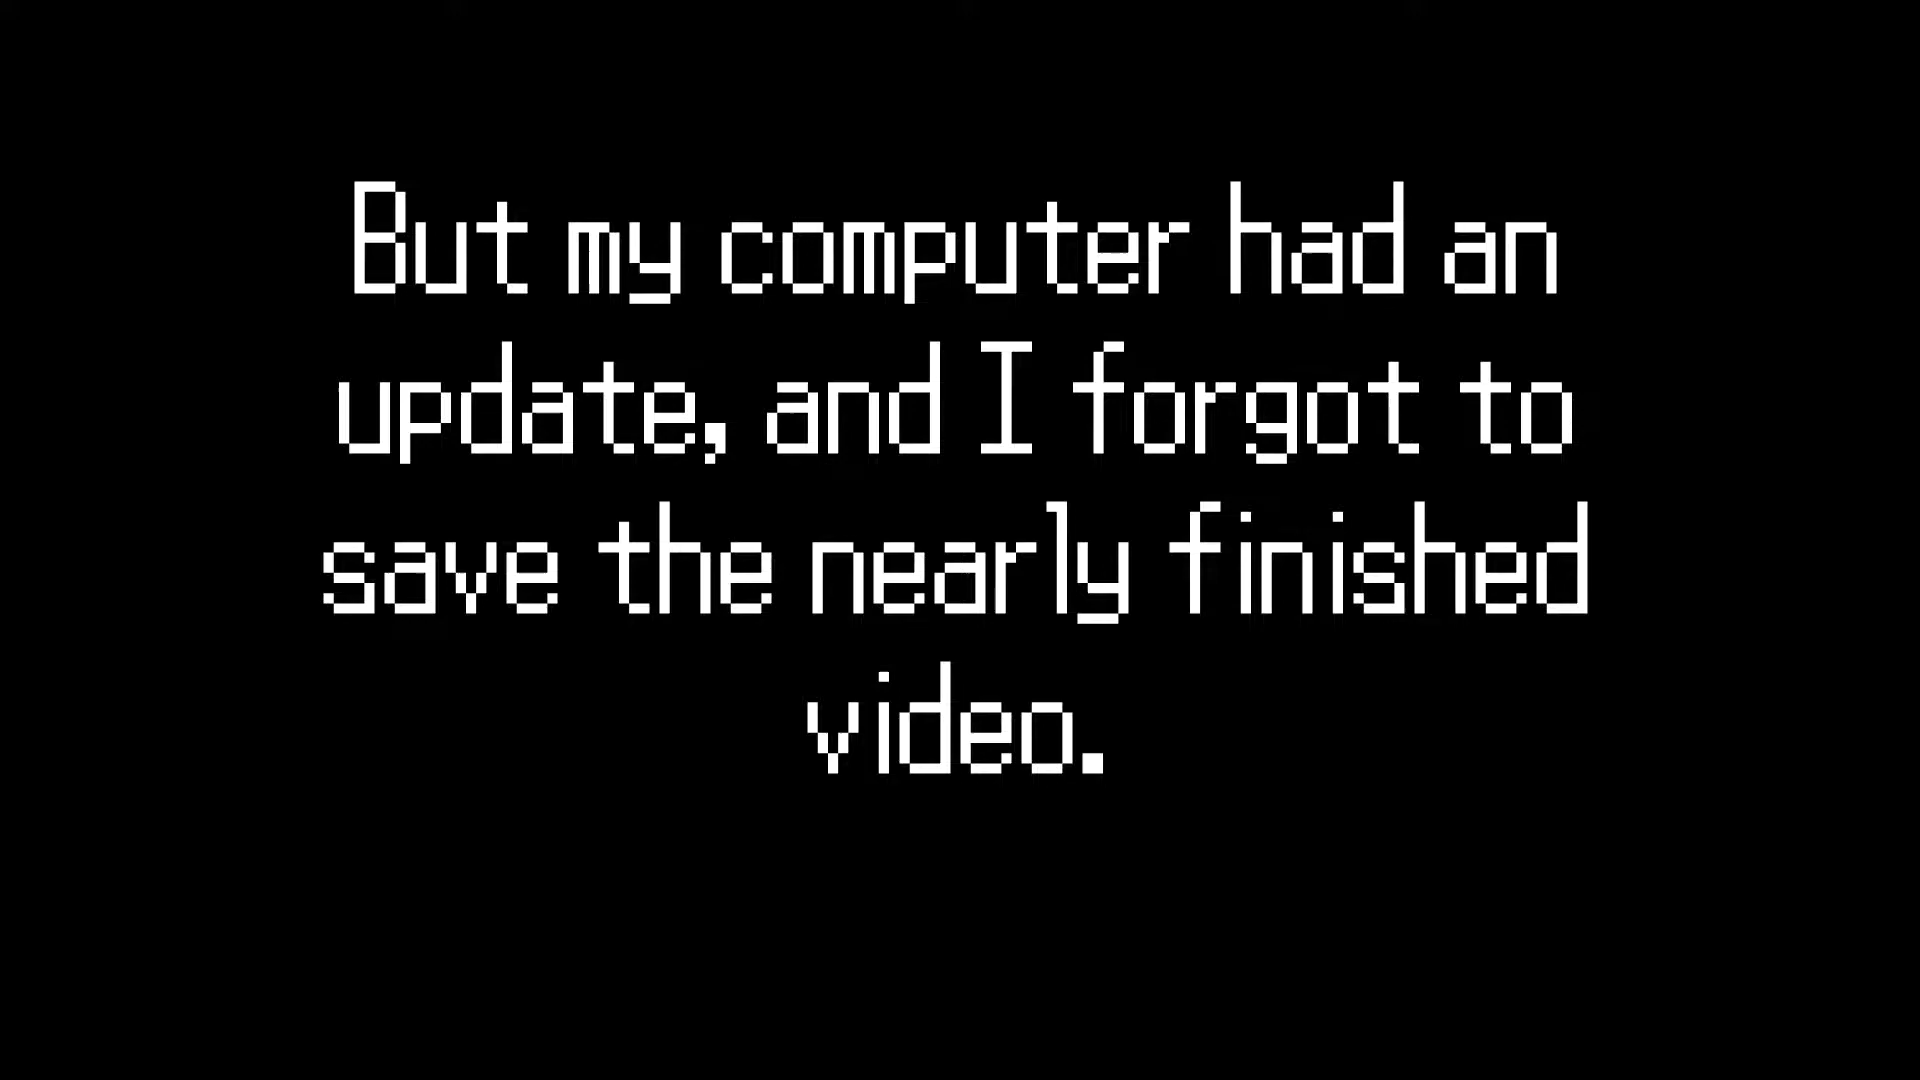 But my computer had an
update, and I forgot to
save the nearly finished
video.